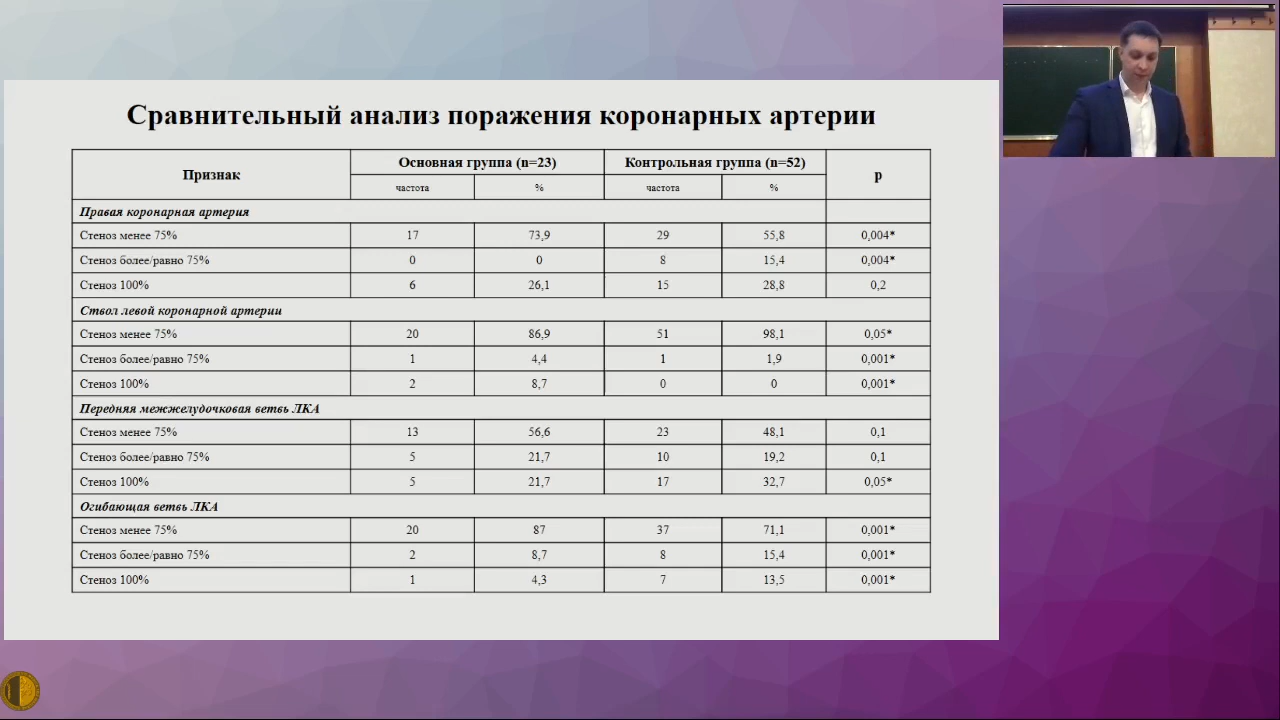 Сравнительный анализ поражения коронарных артерии
Признак Основная группа (n=23) Контрольная группа (n=52) р
частота % частота %
Правая коронарная артерия
Стеноз менее 75% 17 73,9 29 55,8 0,004*
Стеноз более/равно 75% 0 0 8 15,4 0,004*
Стеноз 100% 6 26,1 15 28,8 0,2
Ствол левой коронарной артерии
Стеноз менее 75% 20 86,9 51 98,1 0,05*
Стеноз более/равно 75% 1 4,4 1 1,9 0,001*
Стеноз 100% 2 8,7 0 0 0,001*
Передняя межжелудочковая ветвь ЛКА
Стеноз менее 75% 13 56,6 23 48,1 0,1
Стеноз более/равно 75% 5 21,7 10 19,2 0,1
Стеноз 100% 5 21,7 17 32,7 0,05*
Огибающая ветвь ЛКА
Стеноз менее 75% 20 87 37 71,1 0,001*
Стеноз более/равно 75% 2 8,7 8 15,4 0,001*
Стеноз 100% 1 4,3 7 13,5 0,001*